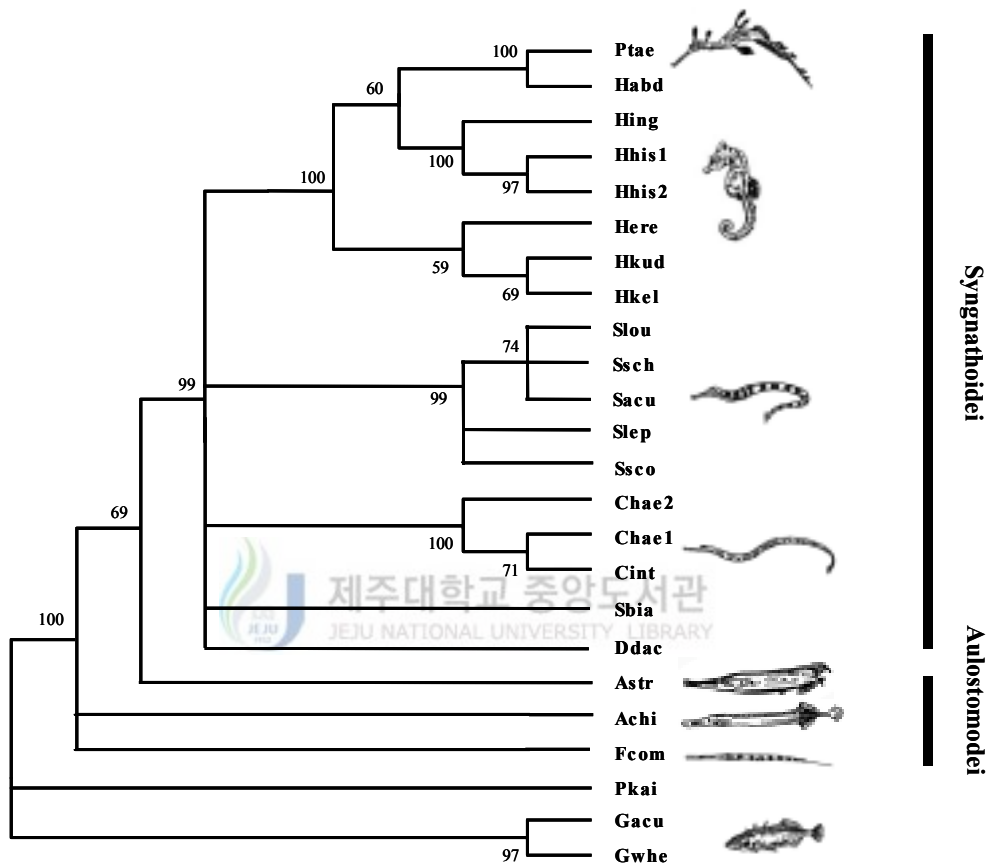 Ptae
100
Habd
60
Hing
Hhis1
100
Hhis2
97
100
Here
Hkud
59
Hkel
69
Slou
74
Ssch
99
Sacu
99
Slep
Ssco
Chae2
69
Chae1
100
Cint
71
제주대학교 중앙도서관
Sbia
JEJU
JEJU NATIONAL UNIVERSITY LIBRARY
100
Ddac
Astr
Achi
Fcom
Pkai
Gacu
97
Gwhe
Syngnathoidei
Aulostomodei